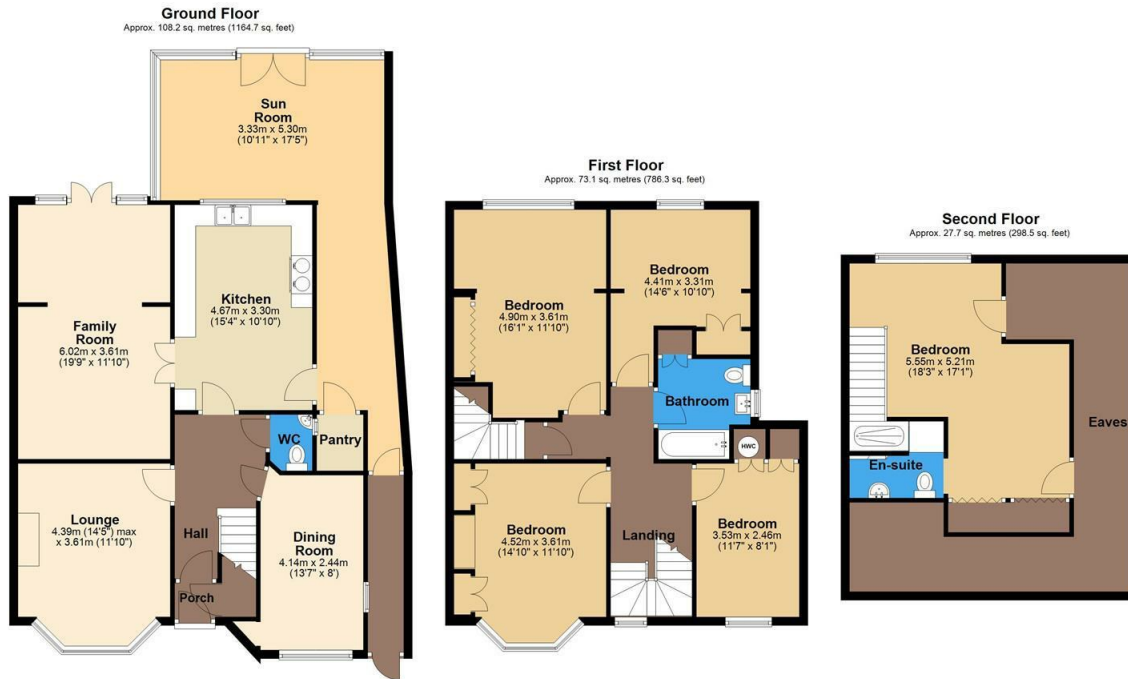 Ground Floor
Approx. 108.2 sq. metres (1164.7 sq. feet)
Sun
Room
3.33m x 5.30m
(10'11" x 17'5")
Kitchen
4.67m x 3.30m
(15'4" x 10'10")
Family
Room
6.02m x 3.61m
(19'9" x 11'10")
WC
Pantry
Lounge
4.39m (14'5") max
x 3.61m (11'10")
Hall
Dining
Room
4.14m x 2.44m
(13'7" x 8')
Porch
First Floor
Approx. 73.1 sq. metres (786.3 sq. feet)
Bedroom
4.90m x 3.61m
(16'1" x 11'10")
Bedroom
4.41m x 3.31m
(14'6" x 10'10")
Bathroom
HWC
Bedroom
4.52m x 3.61m
(14'10" x 11'10")
Landing
Bedroom
3.53m x 2.46m
(11'7" x 8'1")
Second Floor
Approx. 27.7 sq. metres (298.5 sq. feet)
Bedroom
5.55m x 5.21m
(18'3" x 17'1")
Eaves
En-suite